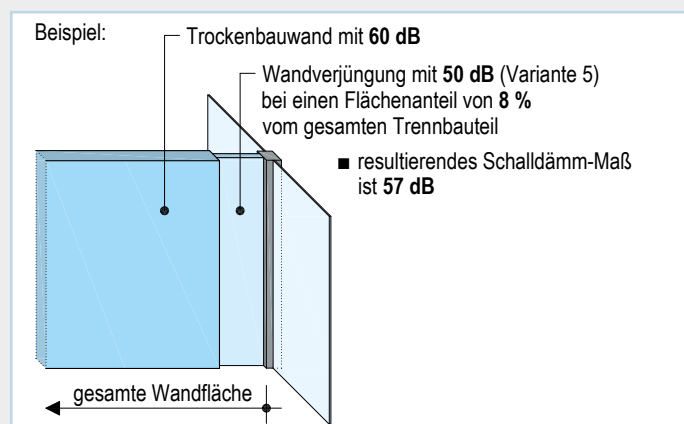 Beispiel:
Trockenbauwand mit 60 dB
Wandverjüngung mit 50 dB (Variante 5)
bei einen Flächenanteil von 8 %
vom gesamten Trennbauteil
■ resultierendes Schalldämm-Maß
ist 57 dB
gesamte Wandfläche